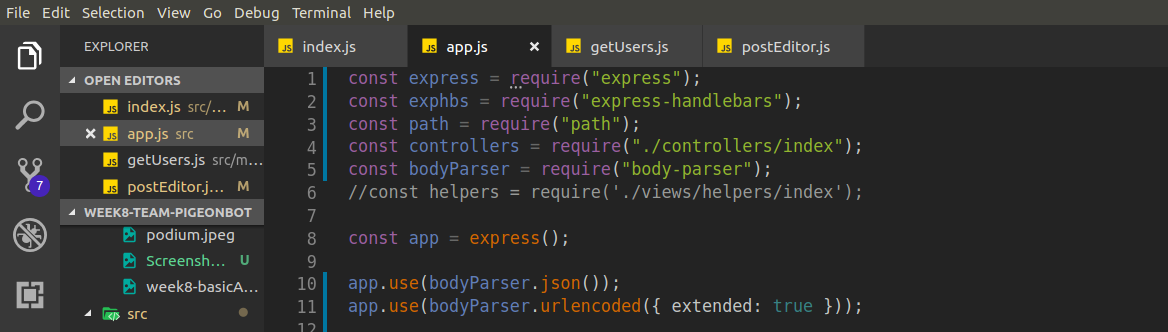 File Edit Selection View Go Debug Terminal Help
EXPLORER
JS index.js JS app.js × JS getUsers.js JS postEditor.js
OPEN EDITORS
JS index.js src/... M
× JS app.js src M
JS getUsers.js src/m...
JS postEditor.j... M
7
WEEK8-TEAM-PIGEONBOT
podium.jpeg
Screensh... U
week8-basicA...
src
1 const express = require("express");
2 const exphbs = require("express-handlebars");
3 const path = require("path");
4 const controllers = require("./controllers/index");
5 const bodyParser = require("body-parser");
6 //const helpers = require('./views/helpers/index');
7
8 const app = express();
9
10 app.use(bodyParser.json());
11 app.use(bodyParser.urlencoded({ extended: true }));
12